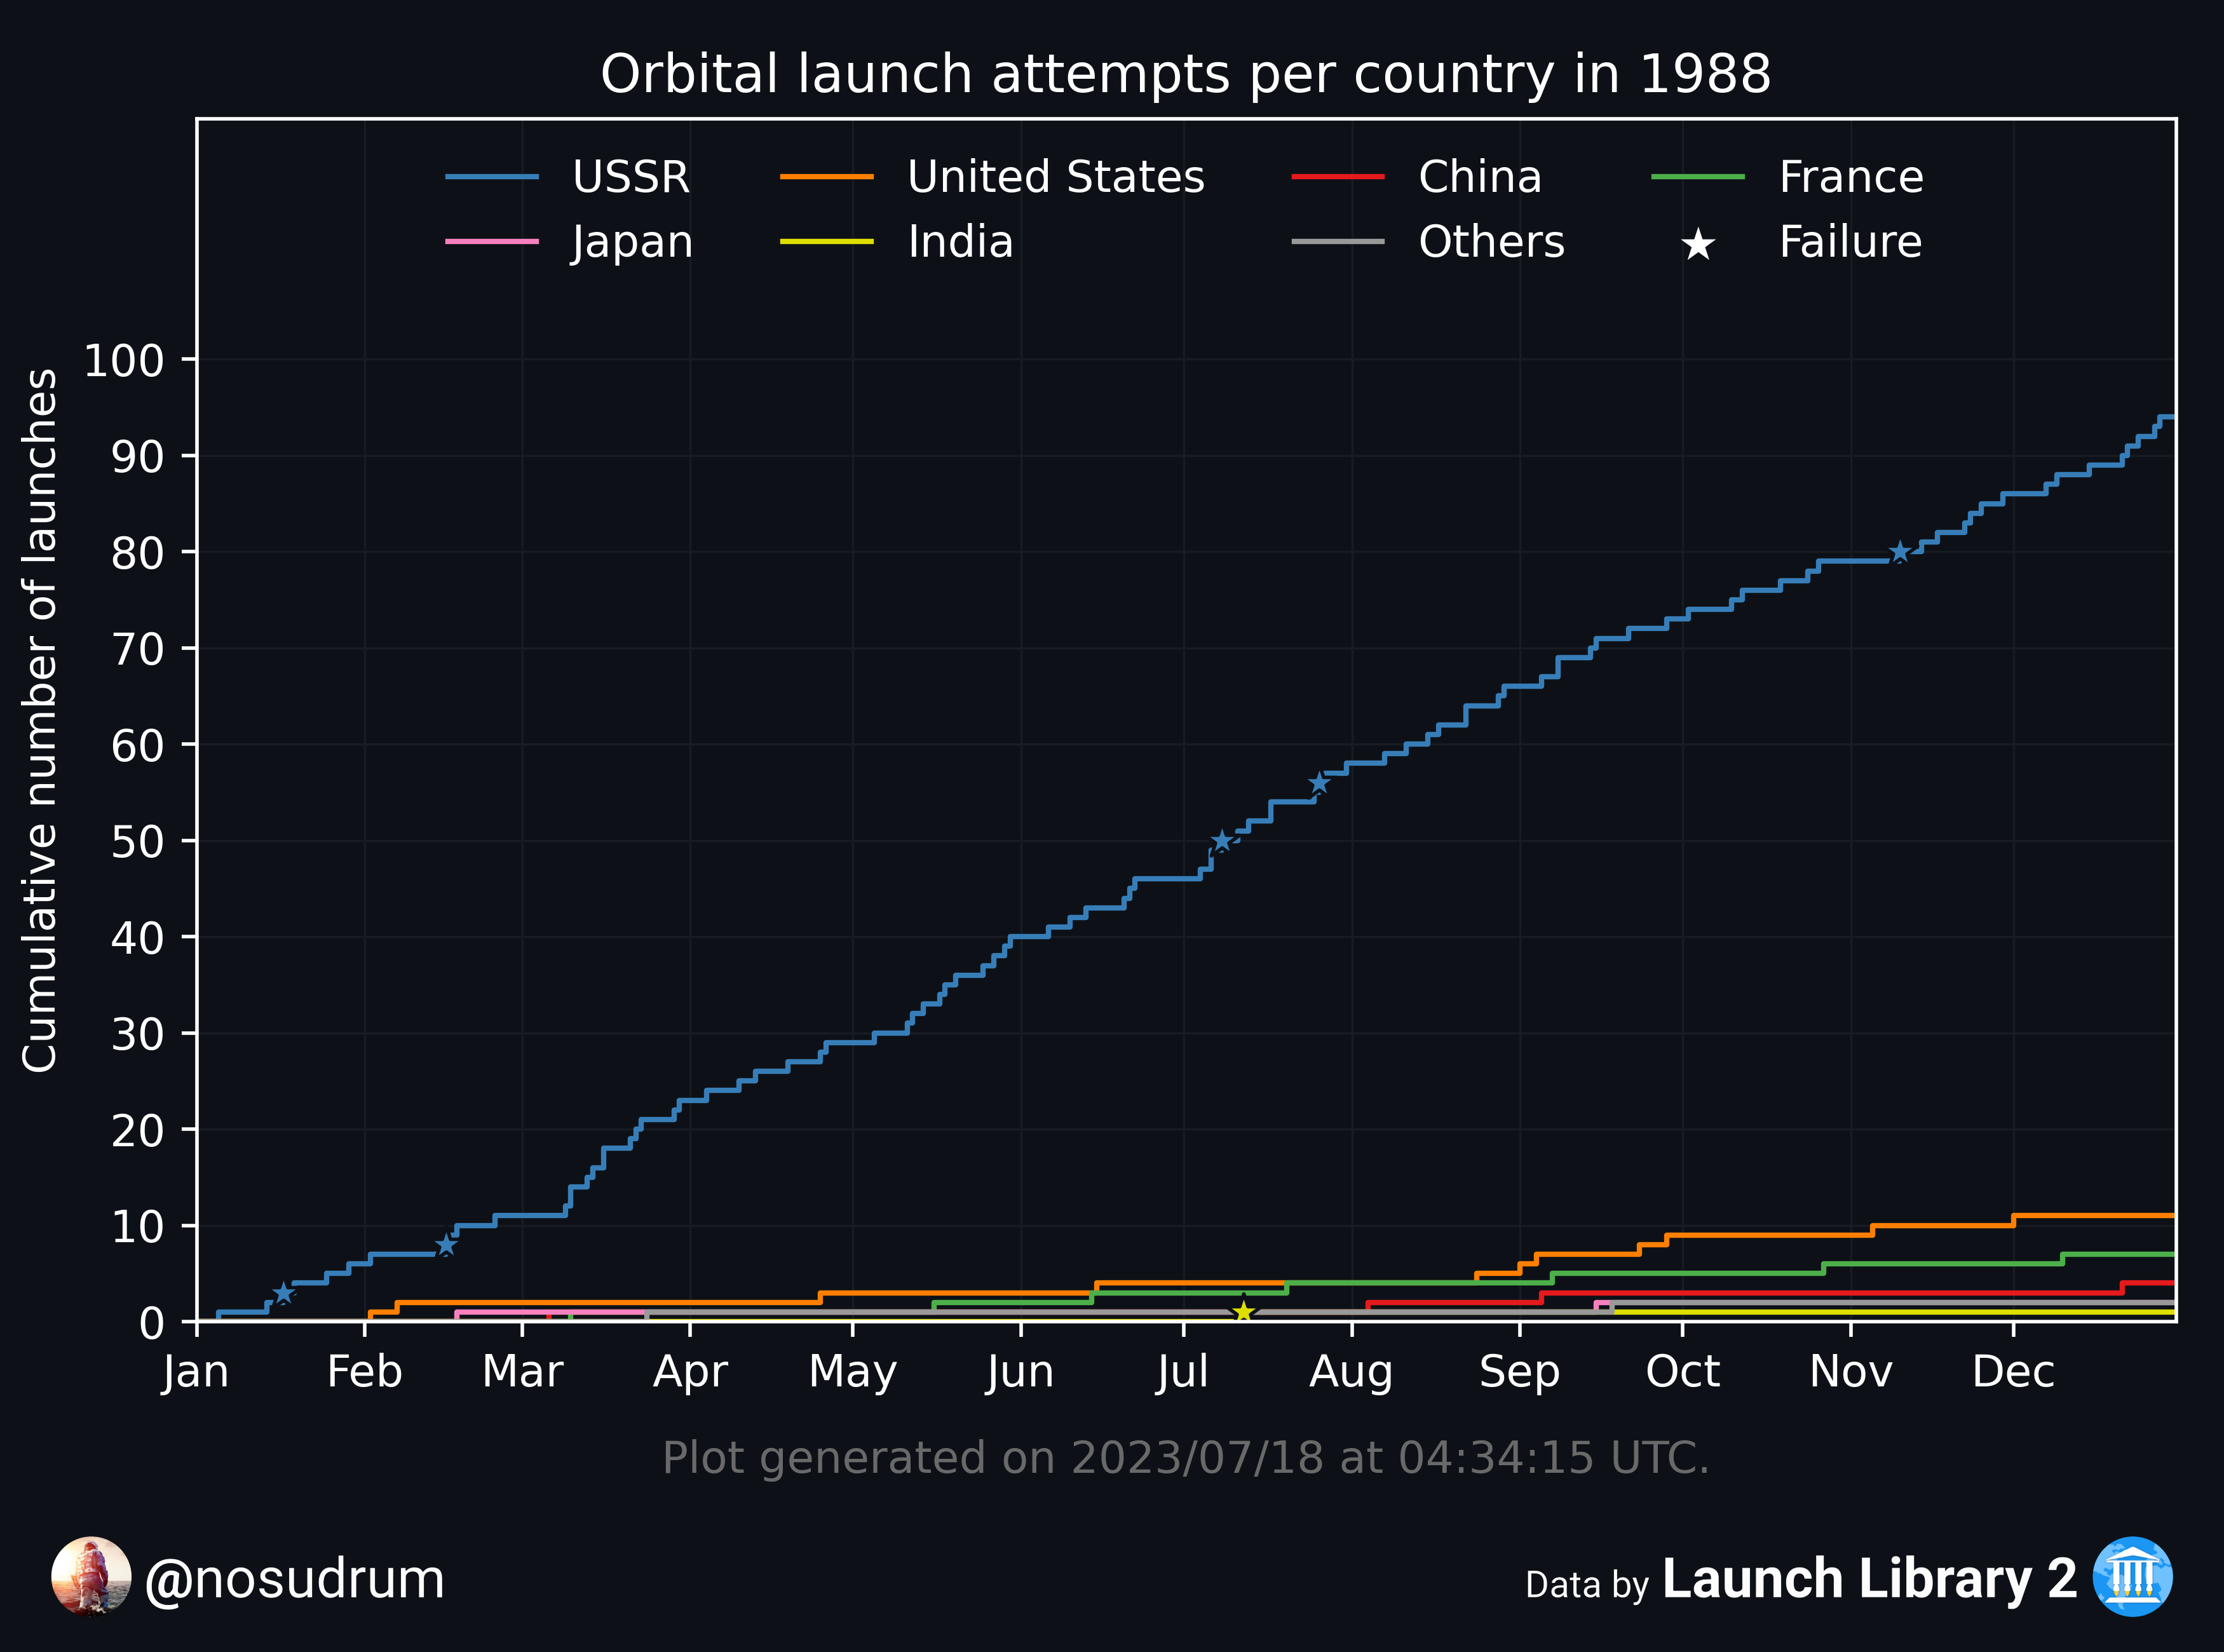 Orbital launch attempts per country in 1988
USSR United States China France
Japan India Others Failure
Cumulative number of launches
100
90
80
70
60
50
40
30
20
10
0
Jan Feb Mar Apr May Jun Jul Aug Sep Oct Nov Dec
Plot generated on 2023/07/18 at 04:34:15 UTC.
@nosudrum
Data by Launch Library 2